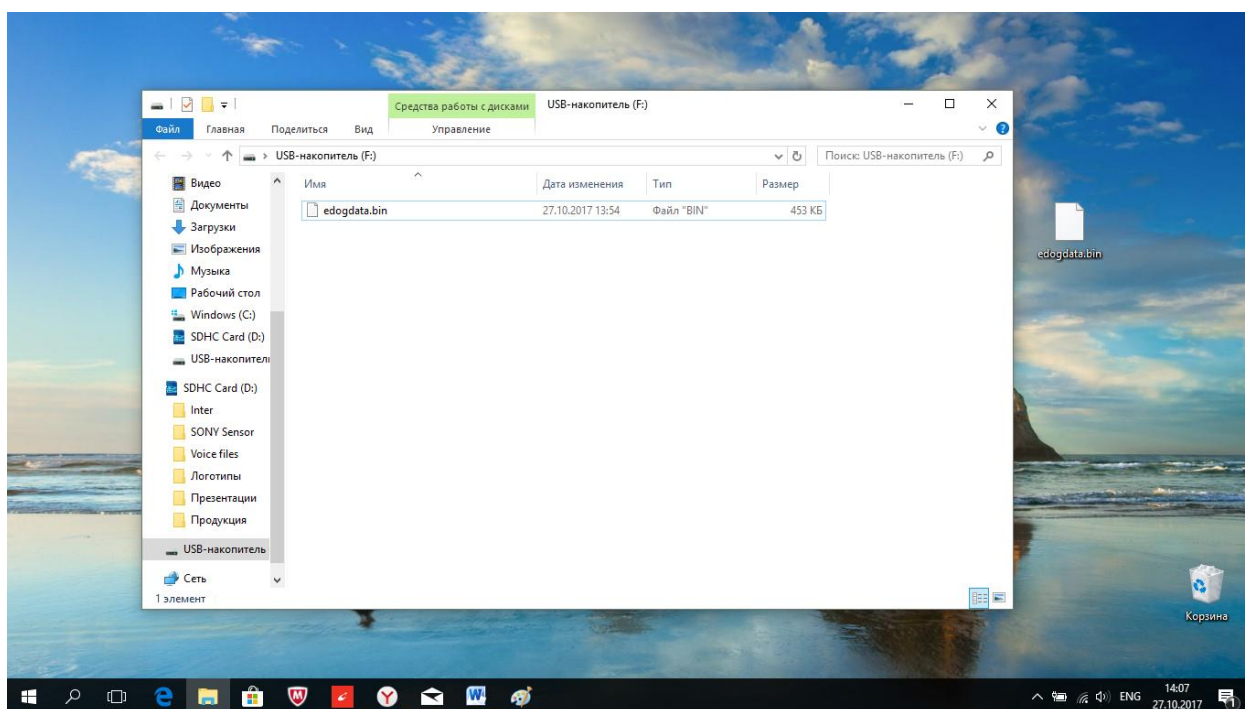 Средства работы с дисками
USB-накопитель (F:)
Файл
Главная
Поделиться
Вид
Управление
USB-накопитель (F:)
Поиск: USB-накопитель (F:)
Видео
Документы
Загрузки
Изображения
Музыка
Рабочий стол
Windows (C:)
SDHC Card (D:)
USB-накопител
SDHC Card (D:)
Inter
SONY Sensor
Voice files
Логотипы
Презентации
Продукция
USB-накопитель
Сеть
Имя
Дата изменения
Тип
Размер
edogdata.bin
27.10.2017 13:54
Файл "BIN"
453 КБ
1 элемент
edogdata.bin
Корзина
ENG
14:07
27.10.2017